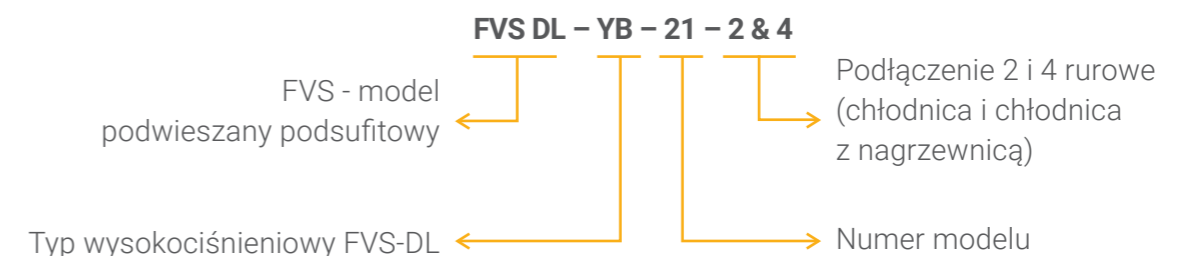 FVS DL – YB – 21 – 2 & 4
FVS - model
podwieszany podsufitowy
Podłączenie 2 i 4 rurowe
(chłodnica i chłodnica
z nagrzewnicą)
Typ wysokociśnieniowy FVS-DL
Numer modelu